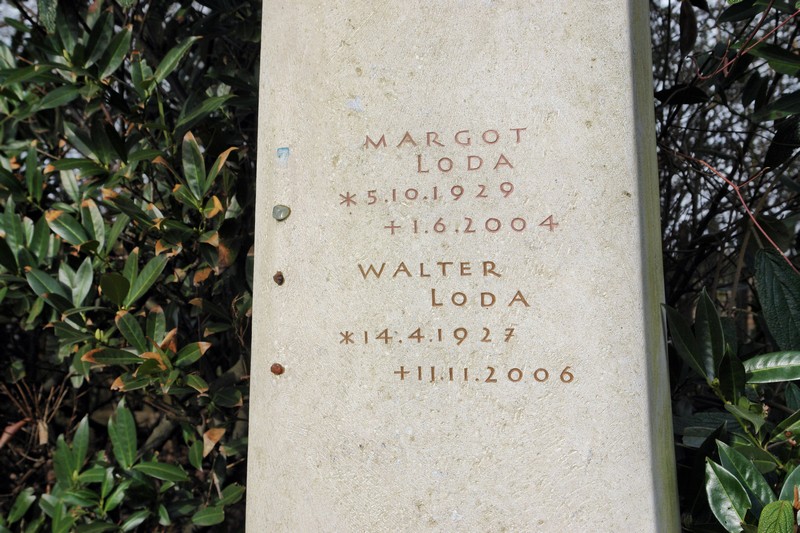 MARGOT
LODA
*5.10.1929
+1.6.2004
WALTER
LODA
*14.4.1927
+11.11.2006